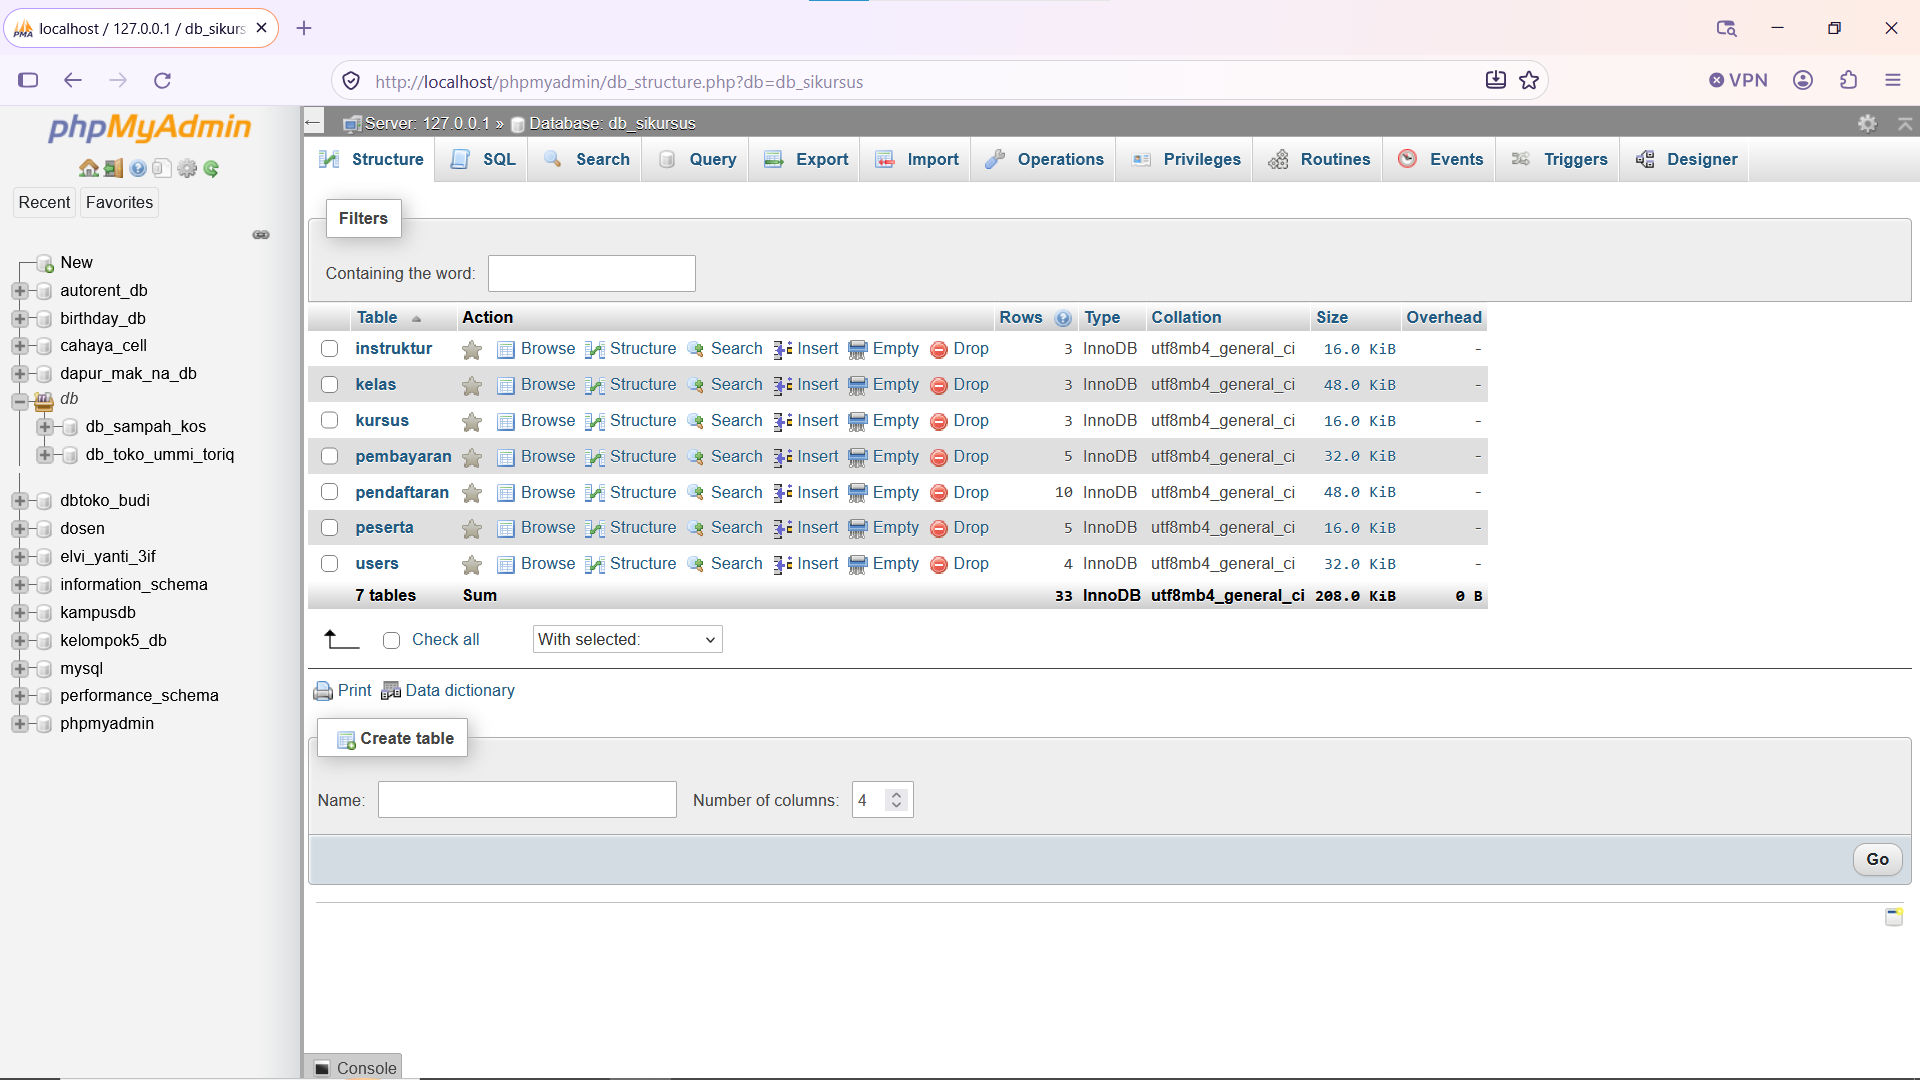 localhost / 127.0.0.1 / db_sikurs
VPN
http://localhost/phpmyadmin/db_structure.php?db=db_sikursus
phpMyAdmin
Recent Favorites
New
autorent_db
birthday_db
cahaya_cell
dapur_mak_na_db
db
db_sampah_kos
db_toko_ummi_toriq
dbtoko_budi
dosen
elvi_yanti_3if
information_schema
kampusdb
kelompok5_db
mysql
performance_schema
phpmyadmin
Server: 127.0.0.1 » Database: db_sikursus
Structure SQL Search Query Export Import Operations Privileges Routines Events Triggers Designer
Filters
Containing the word:
Table Action Rows Type Collation Size Overhead
instruktur Browse Structure Search Insert Empty Drop 3 InnoDB utf8mb4_general_ci 16.0 KiB -
kelas Browse Structure Search Insert Empty Drop 3 InnoDB utf8mb4_general_ci 48.0 KiB -
kursus Browse Structure Search Insert Empty Drop 3 InnoDB utf8mb4_general_ci 16.0 KiB -
pembayaran Browse Structure Search Insert Empty Drop 5 InnoDB utf8mb4_general_ci 32.0 KiB -
pendaftaran Browse Structure Search Insert Empty Drop 10 InnoDB utf8mb4_general_ci 48.0 KiB -
peserta Browse Structure Search Insert Empty Drop 5 InnoDB utf8mb4_general_ci 16.0 KiB -
users Browse Structure Search Insert Empty Drop 4 InnoDB utf8mb4_general_ci 32.0 KiB -
7 tables Sum 33 InnoDB utf8mb4_general_ci 208.0 KiB 0 B
Check all With selected:
Print Data dictionary
Create table
Name: Number of columns: 4
Go
Console